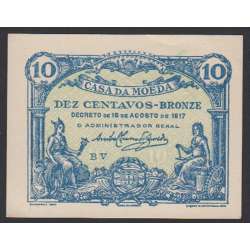 10 CASA DA MOEDA 10
DEZ CENTAVOS-BRONZE
DECRETO DE 15 DE AGOSTO DE 1917
O ADMINISTRADOR GERAL
BV